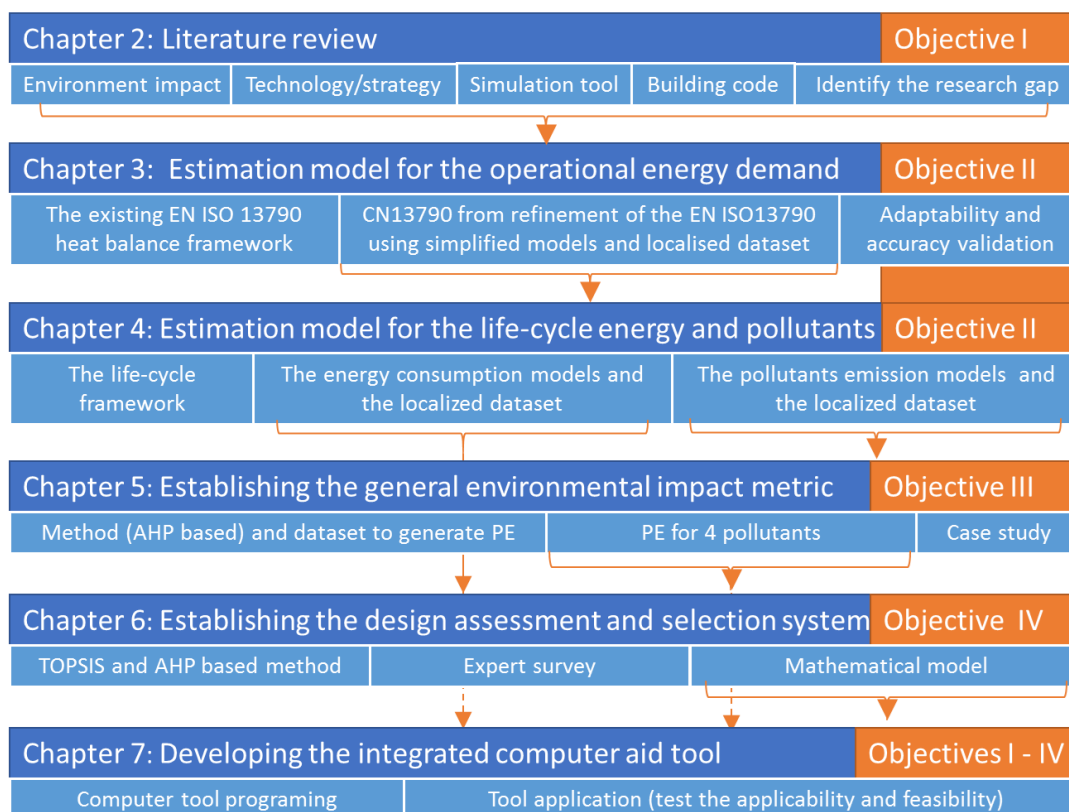 Chapter 2: Literature review
Objective I
Environment impact
Technology/strategy
Simulation tool
Building code
Identify the research gap
Chapter 3: Estimation model for the operational energy demand
Objective II
The existing EN ISO 13790
heat balance framework
CN13790 from refinement of the EN ISO13790
using simplified models and localised dataset
Adaptability and
accuracy validation
Chapter 4: Estimation model for the life-cycle energy and pollutants
Objective II
The life-cycle
framework
The energy consumption models and
the localized dataset
The pollutants emission models and
the localized dataset
Chapter 5: Establishing the general environmental impact metric
Objective III
Method (AHP based) and dataset to generate PE
PE for 4 pollutants
Case study
Chapter 6: Establishing the design assessment and selection system
Objective IV
TOPSIS and AHP based method
Expert survey
Mathematical model
Chapter 7: Developing the integrated computer aid tool
Objectives I - IV
Computer tool programing
Tool application (test the applicability and feasibility)